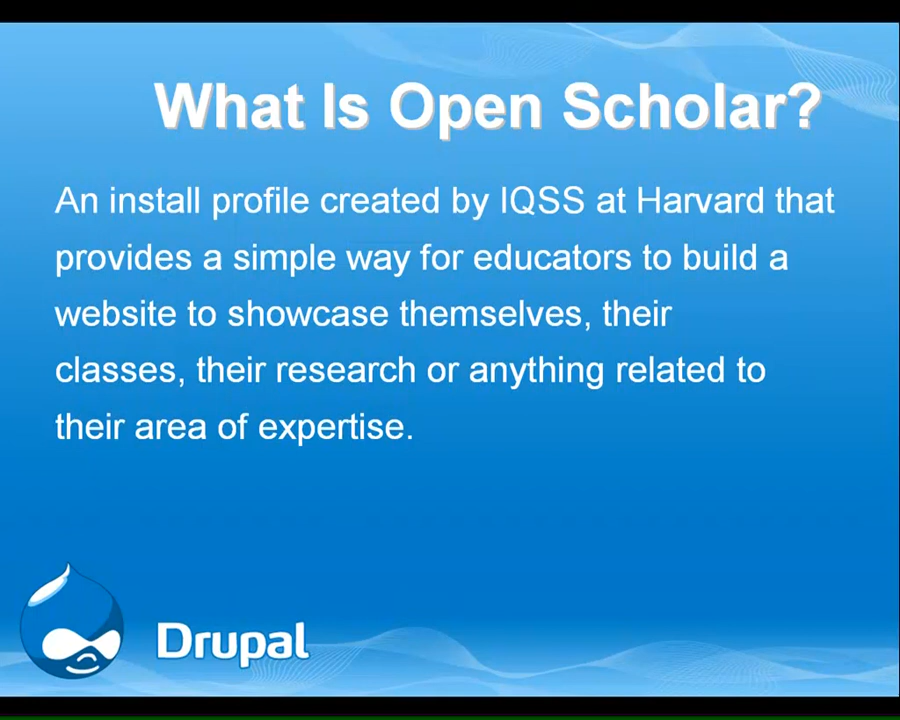 What Is Open Scholar?
An install profile created by IQSS at Harvard that
provides a simple way for educators to build a
website to showcase themselves, their
classes, their research or anything related to
their area of expertise.
Drupal